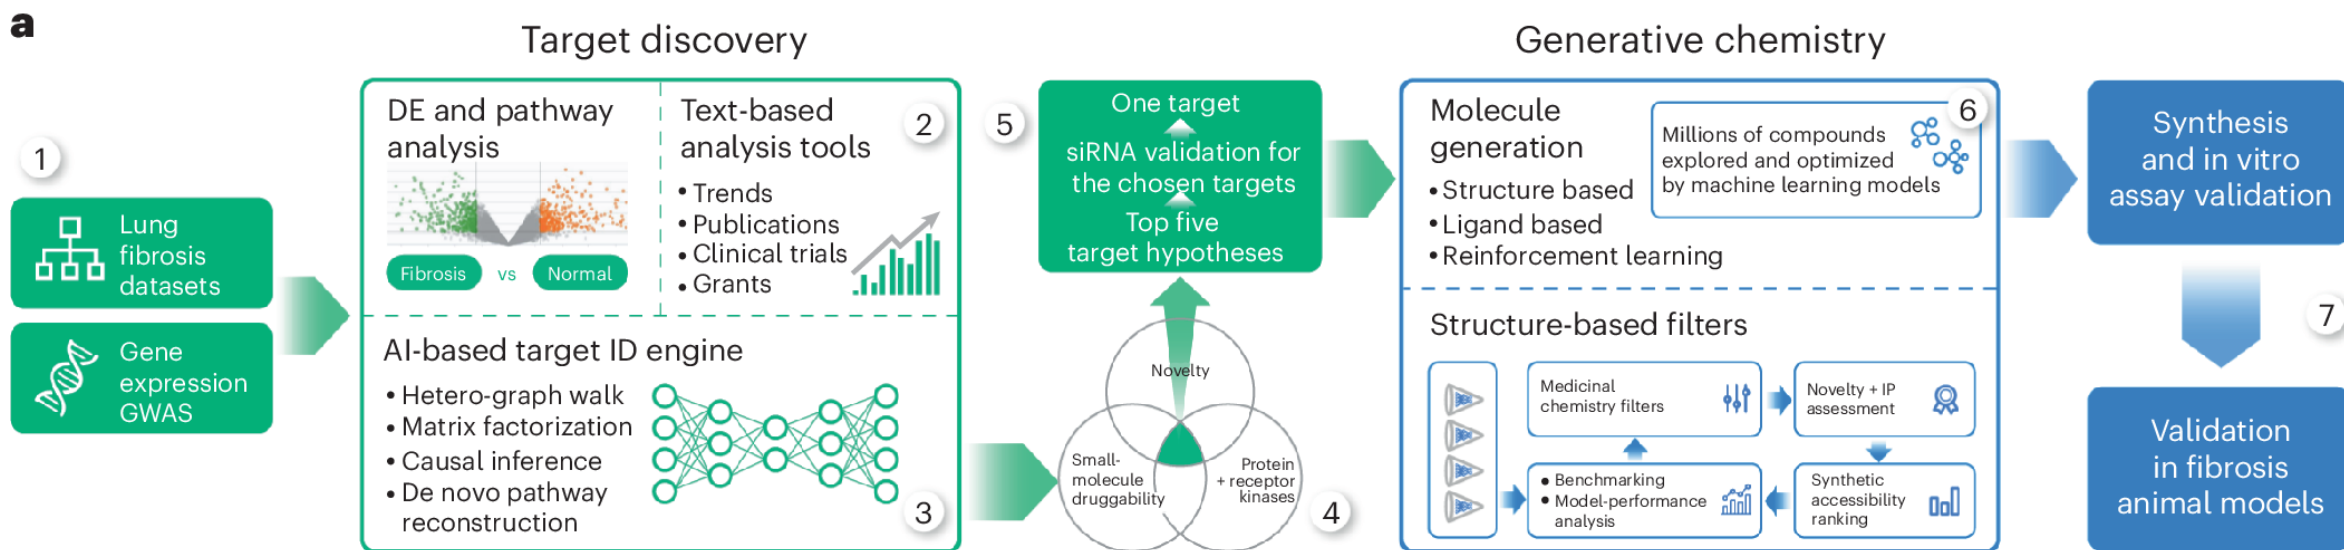 a
Target discovery
Generative chemistry
1
Lung
fibrosis
datasets
Gene
expression
GWAS
DE and pathway
analysis
Fibrosis vs Normal
Text-based
analysis tools
2
• Trends
• Publications
• Clinical trials
• Grants
AI-based target ID engine
• Hetero-graph walk
• Matrix factorization
• Causal inference
• De novo pathway
reconstruction
3
5
One target
siRNA validation for
the chosen targets
Top five
target hypotheses
Novelty
Small-
molecule
druggability
Protein
+ receptor
kinases
4
Molecule
generation
• Structure based
• Ligand based
• Reinforcement learning
6
Millions of compounds
explored and optimized
by machine learning models
Structure-based filters
Medicinal
chemistry filters
Novelty + IP
assessment
• Benchmarking
• Model-performance
analysis
Synthetic
accessibility
ranking
Synthesis
and in vitro
assay validation
7
Validation
in fibrosis
animal models